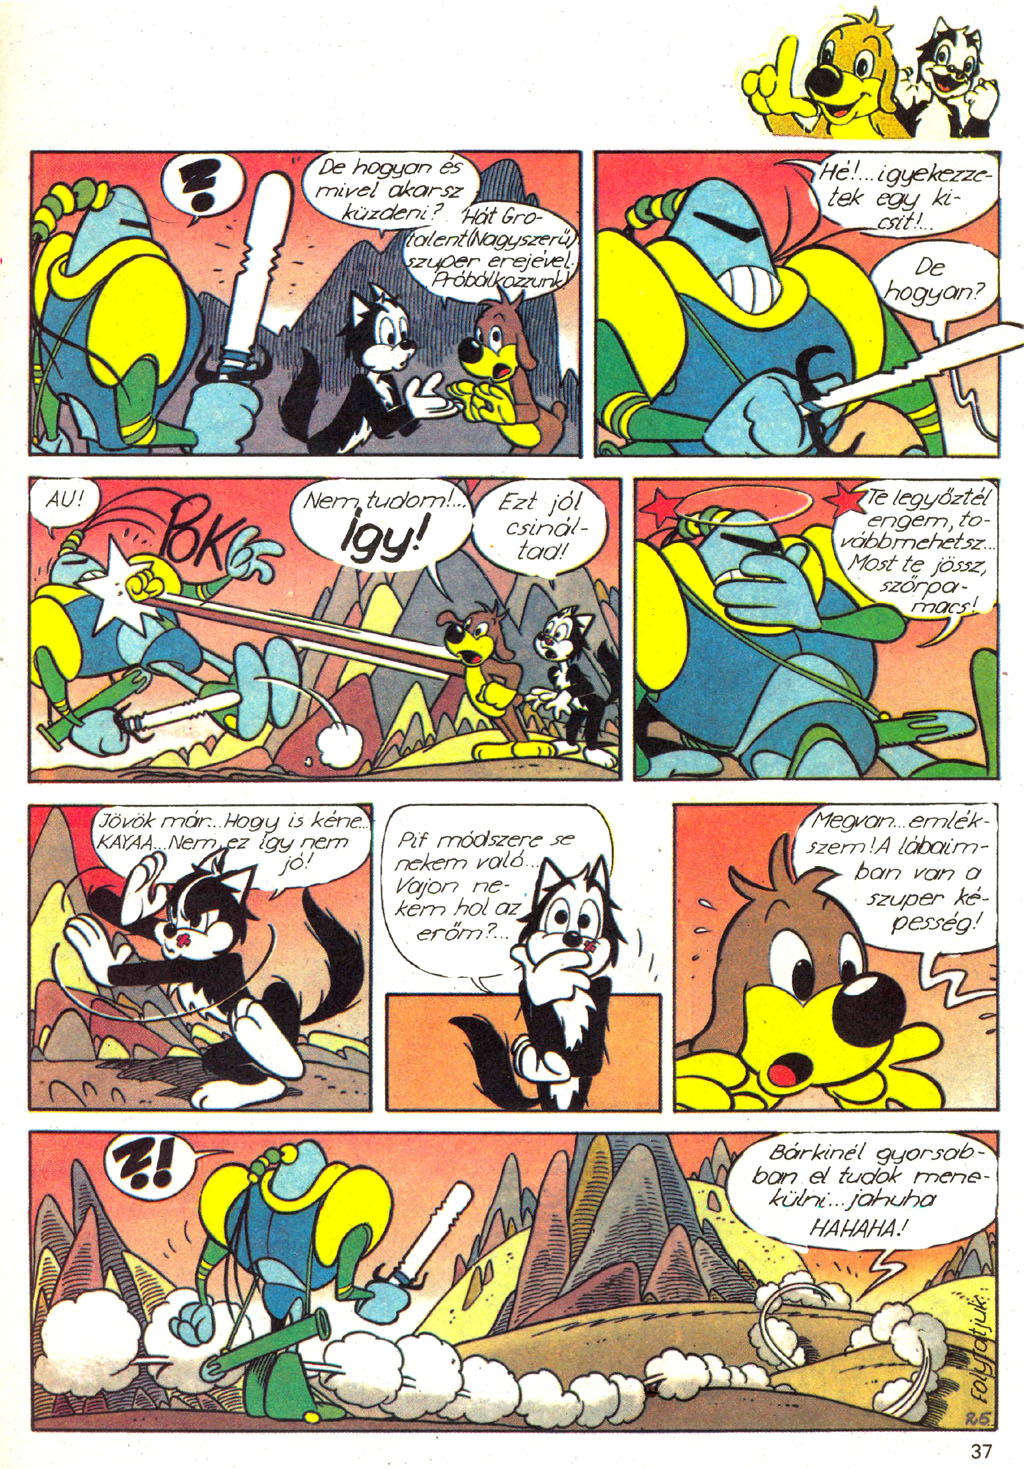 ?
De hogyan és
mivel akarsz
küzdeni?
Hát Gro-
talent(Nagyszerű)
szuper erejével.
Próbálkozzunk!
Hé!...igyekezze-
tek egy ki-
csit!...
De
hogyan?
AU!
POK
Nem tudom!...
Így!
Ezt jól
csinál-
tad!
Te legyőztél
engem, to-
vábbmehetsz...
Most te jössz,
szőrpa-
macs!
Jövök már...Hogy is kéne...
KAYAA...Nem, ez így nem
jó!
Pif módszere se
nekem való...
Vajon ne-
kem hol az
erőm?...
Megvan...emlék-
szem! A lábaim-
ban van a
szuper ké-
pesség!
?!
Bárkinél gyorsab-
ban el tudok mene-
külni...jahuha
HAHAHA!
Folytatjuk:
25
37